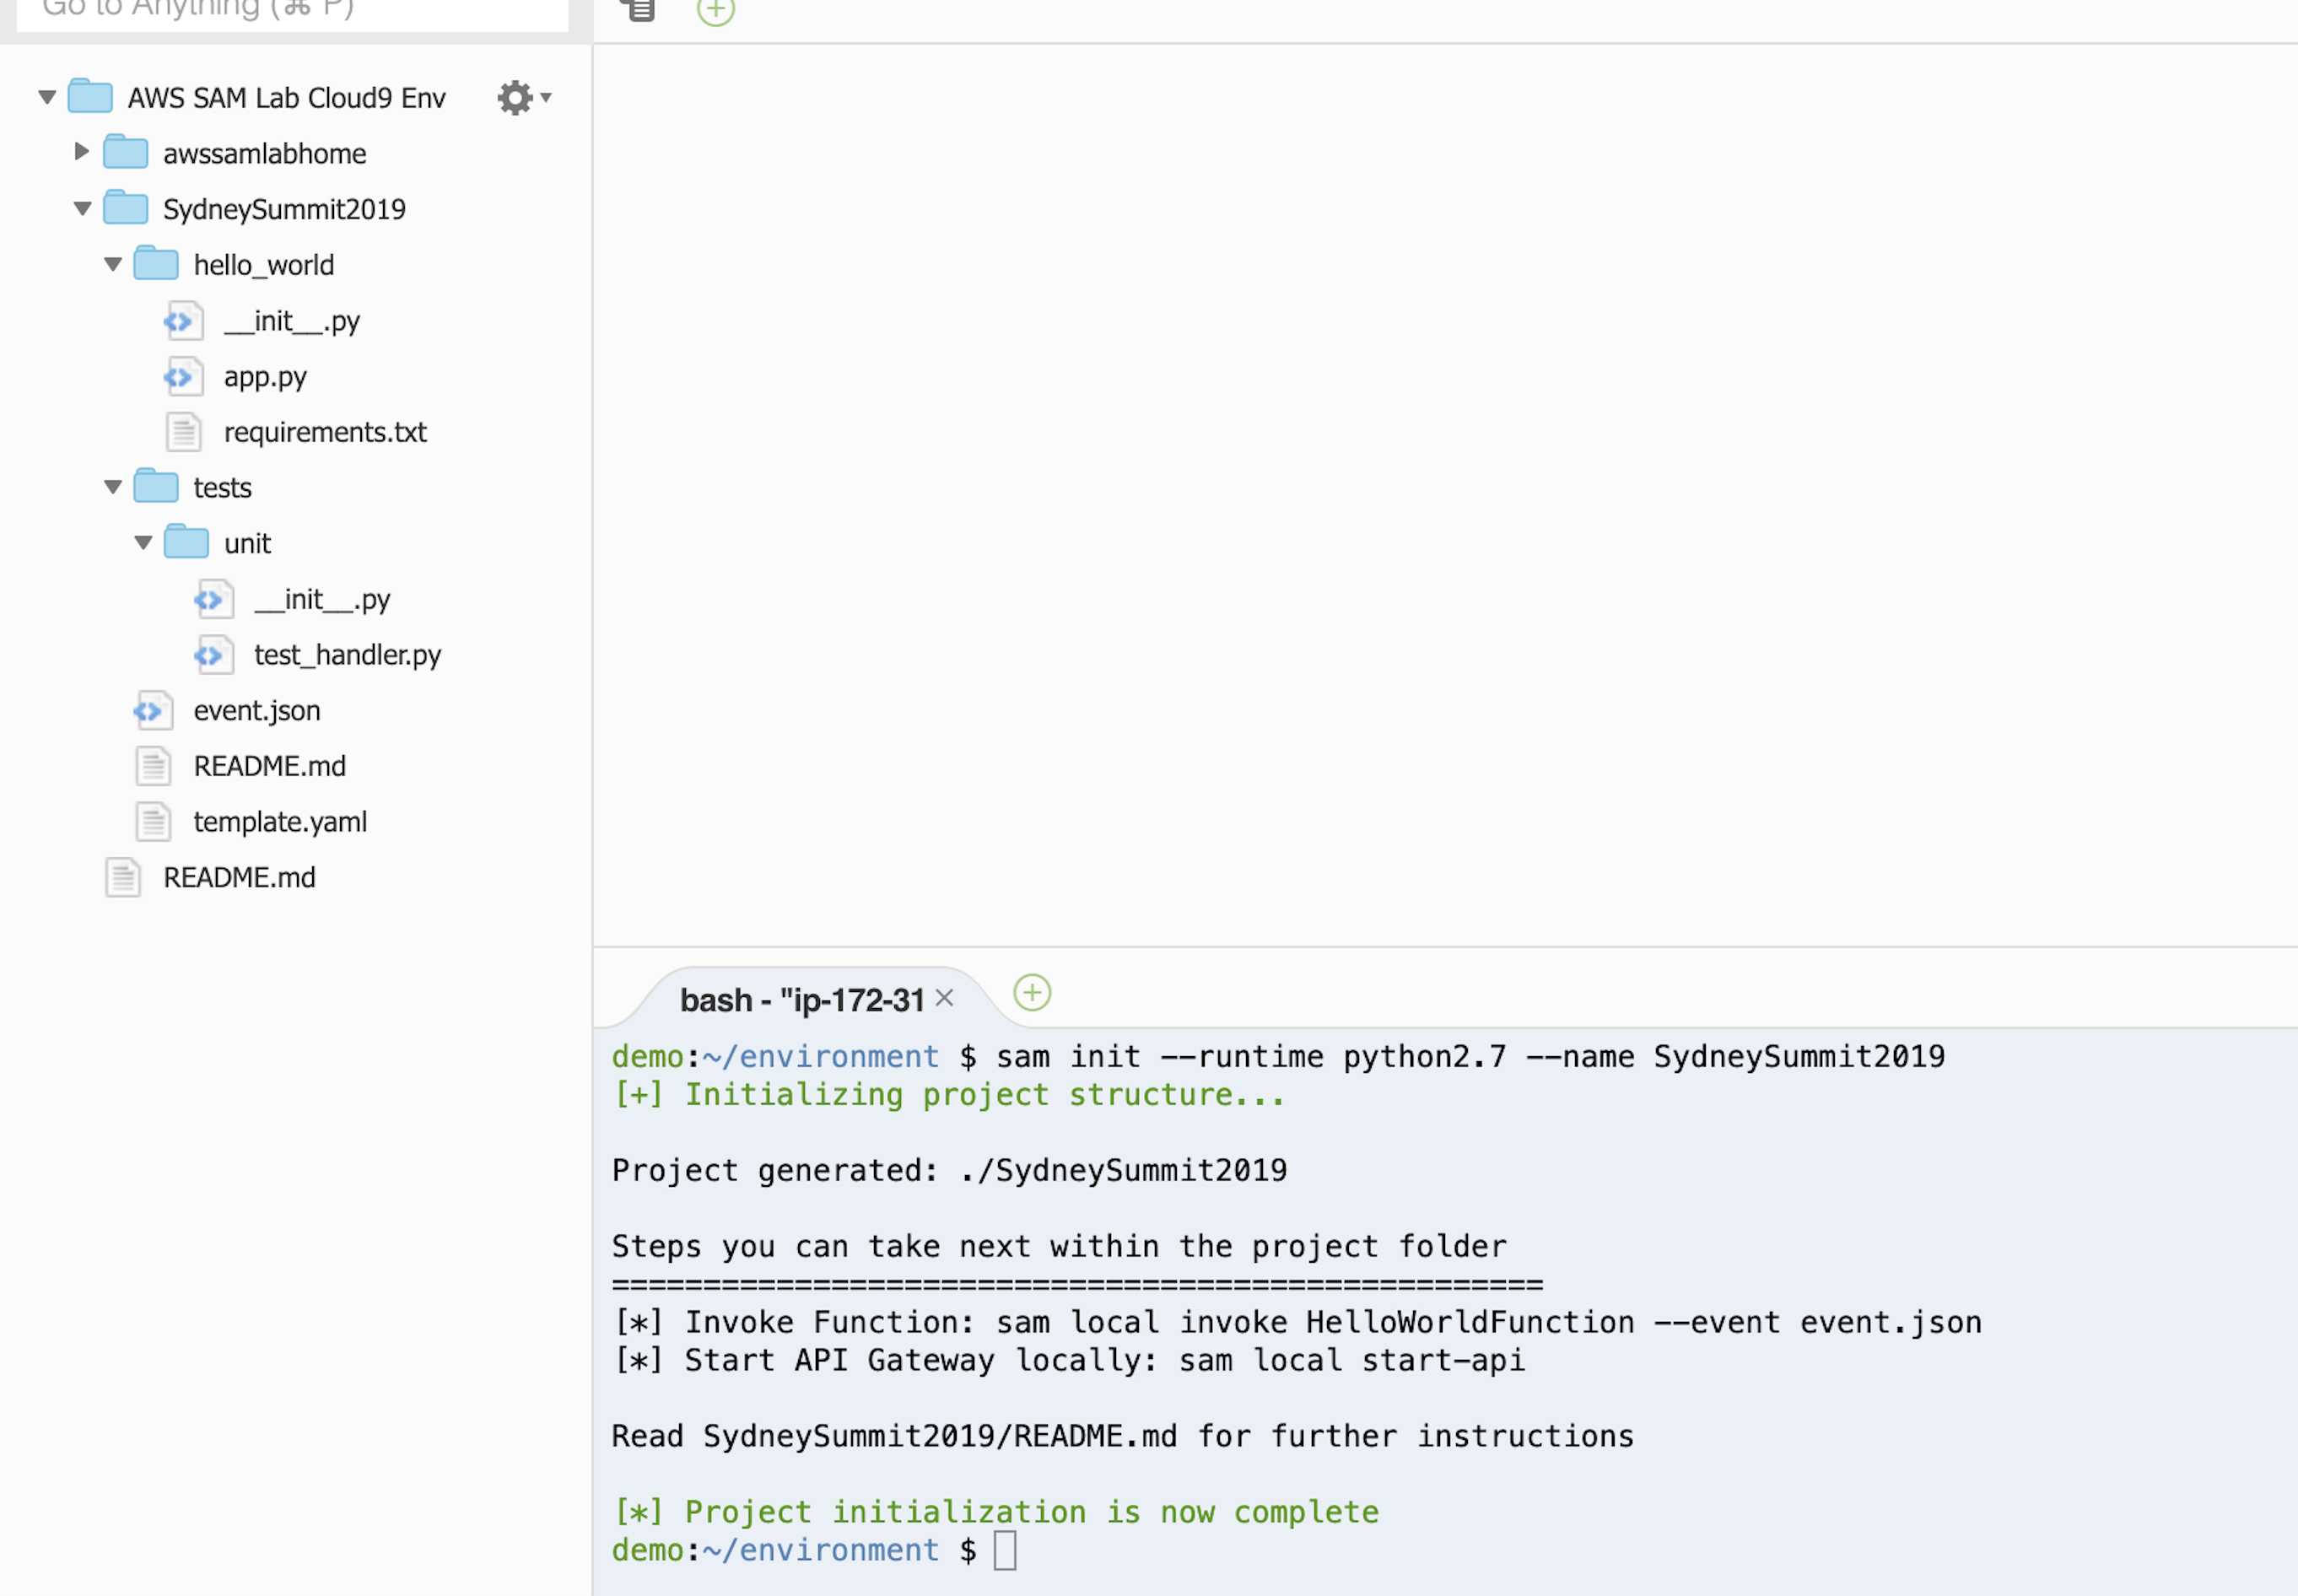 Go to Anything (⌘ P)
AWS SAM Lab Cloud9 Env
awssamlabhome
SydneySummit2019
hello_world
__init__.py
app.py
requirements.txt
tests
unit
__init__.py
test_handler.py
event.json
README.md
template.yaml
README.md
bash - "ip-172-31
demo:~/environment $ sam init --runtime python2.7 --name SydneySummit2019
[+] Initializing project structure...
Project generated: ./SydneySummit2019
Steps you can take next within the project folder
===================================================
[*] Invoke Function: sam local invoke HelloWorldFunction --event event.json
[*] Start API Gateway locally: sam local start-api
Read SydneySummit2019/README.md for further instructions
[*] Project initialization is now complete
demo:~/environment $